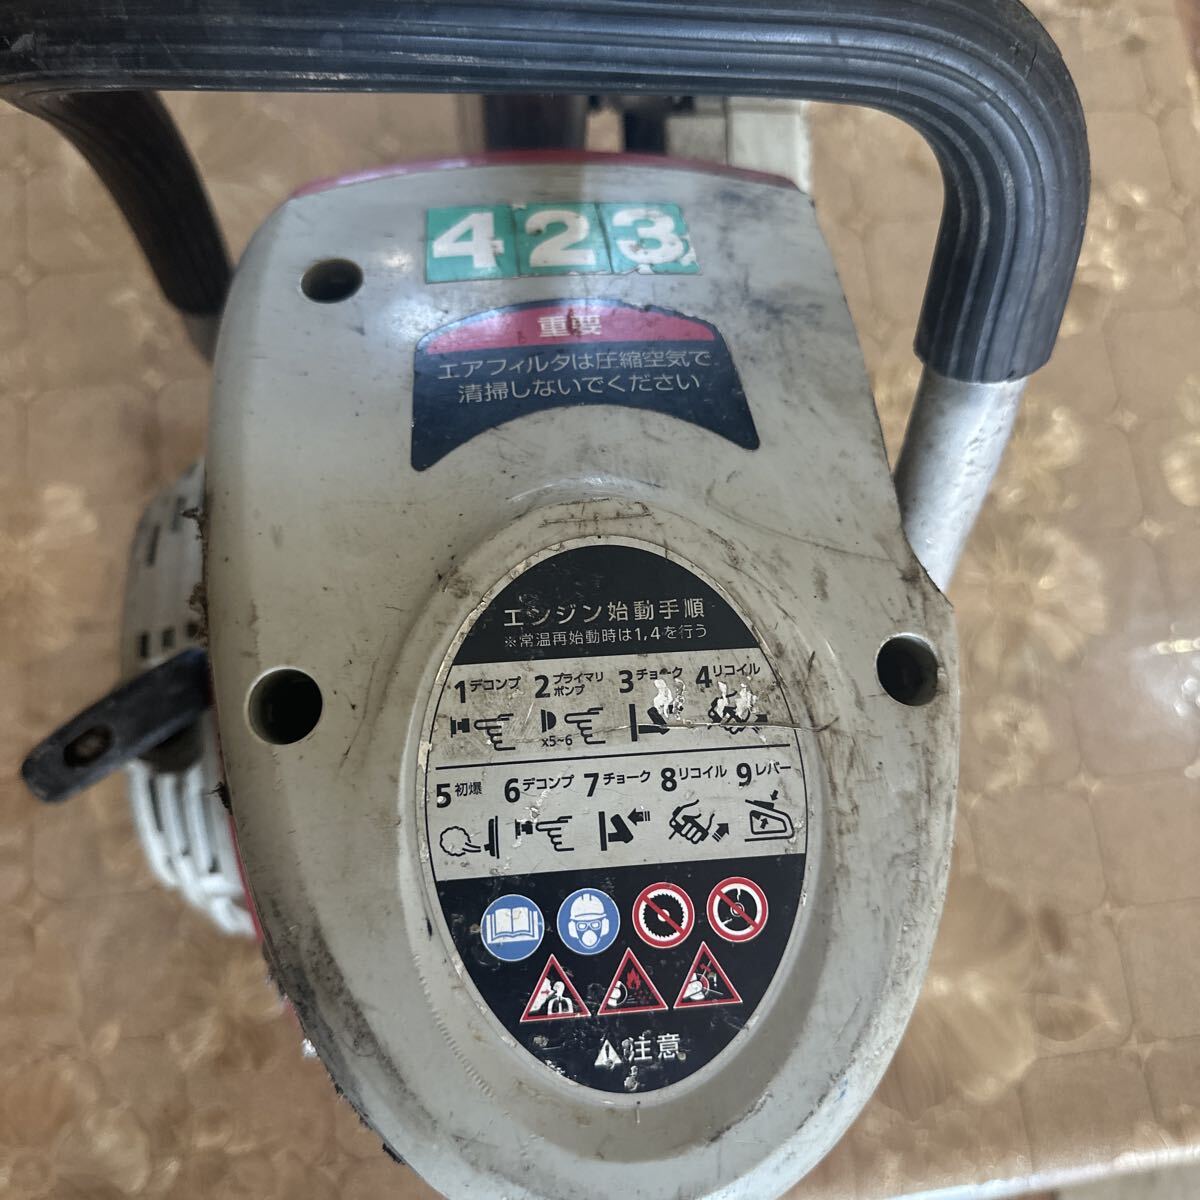 423
重要
エアフィルタは圧縮空気で
清掃しないでください
エンジン始動手順
※常温再始動時は1,4を行う
1デコンプ 2プライマリポンプ 3チョーク 4リコイル
x5~6
5初爆 6デコンプ 7チョーク 8リコイル 9レバー
注意